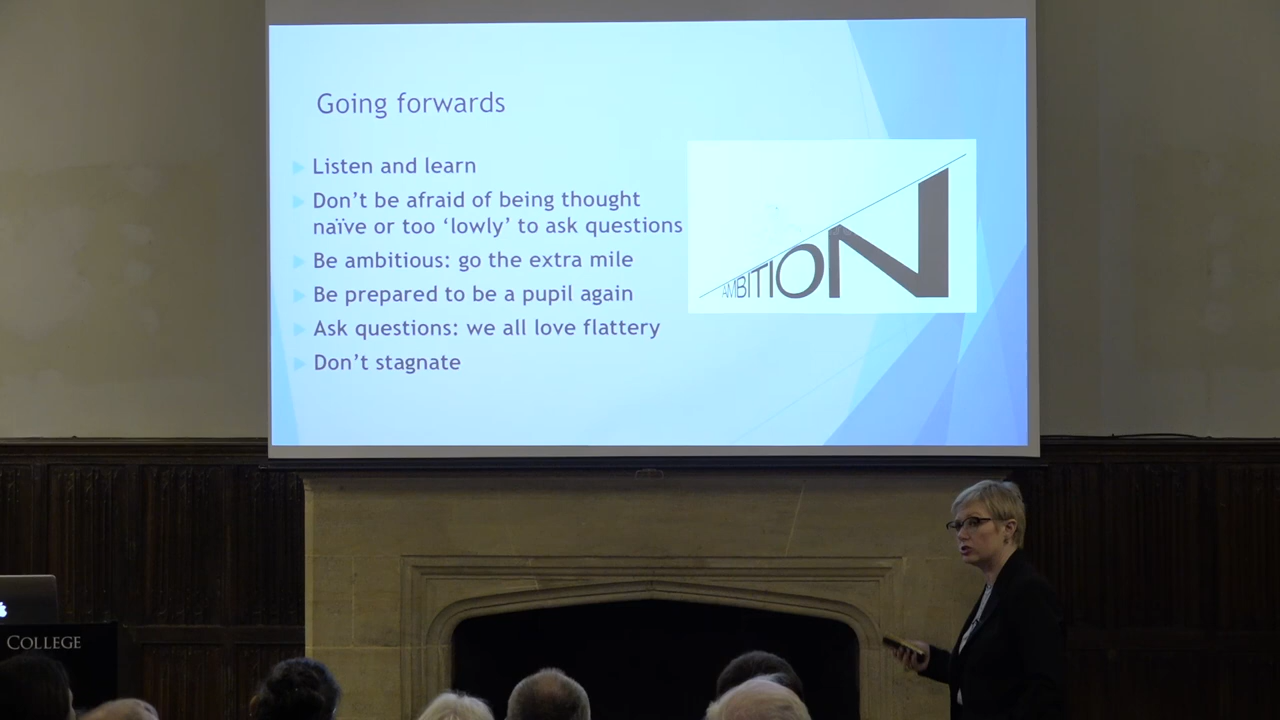 Going forwards
Listen and learn
Don't be afraid of being thought
naïve or too 'lowly' to ask questions
Be ambitious: go the extra mile
Be prepared to be a pupil again
Ask questions: we all love flattery
Don't stagnate
AMBITION
COLLEGE